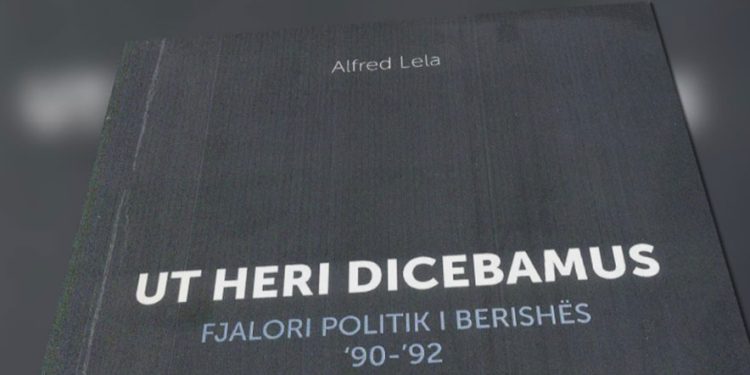 Alfred Lela
UT HERI DICEBAMUS
FJALORI POLITIK I BERISHËS
‘90-’92